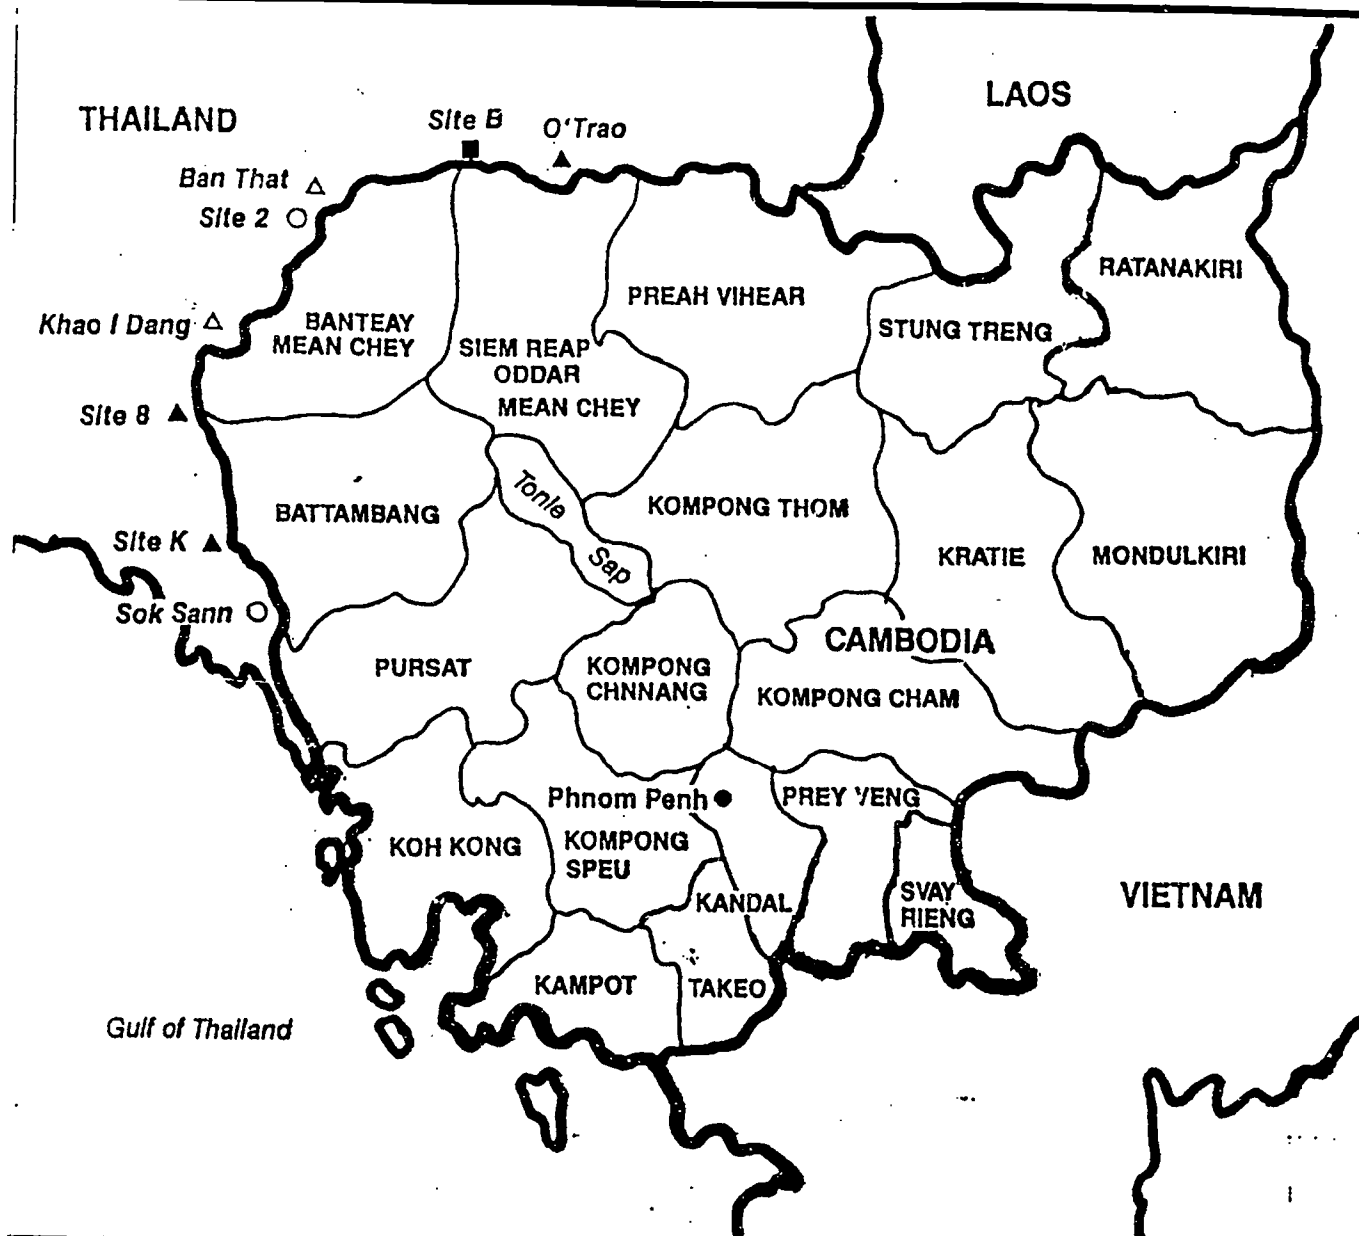 THAILAND
LAOS
Site B
O'Trao
Ban That
Site 2
RATANAKIRI
PREAH VIHEAR
Khao I Dang
BANTEAY
MEAN CHEY
STUNG TRENG
SIEM REAP
ODDAR
MEAN CHEY
Site 8
Tonle
Sap
BATTAMBANG
KOMPONG THOM
Site K
KRATIE
MONDULKIRI
Sok Sann
CAMBODIA
PURSAT
KOMPONG
CHNNANG
KOMPONG CHAM
Phnom Penh
PREY VENG
KOH KONG
KOMPONG
SPEU
KANDAL
SVAY
RIENG
VIETNAM
KAMPOT
TAKEO
Gulf of Thailand